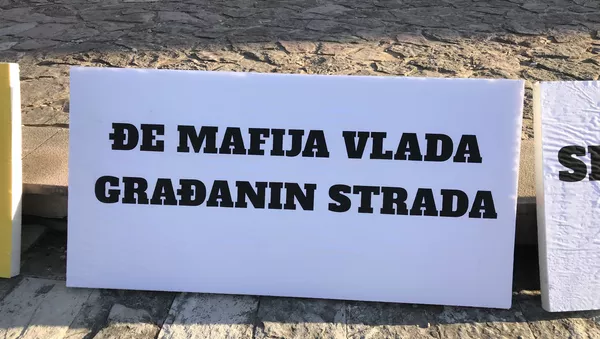 ĐE MAFIJA VLADA
GRAĐANIN STRADA